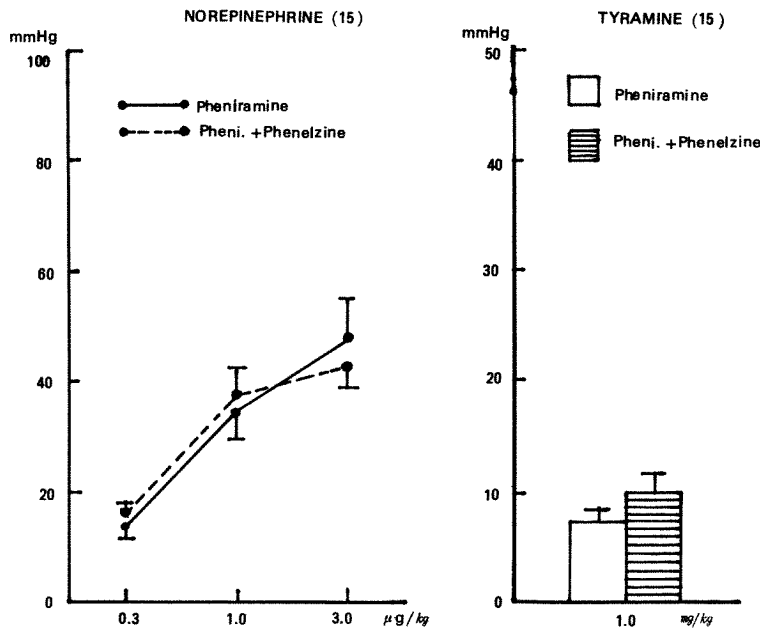 NOREPINEPHRINE (15)
mmHg
100
80
60
40
20
0
Pheniramine
Pheni. +Phenelzine
0.3 1.0 3.0 μg/kg
TYRAMINE (15)
mmHg
50
40
30
20
10
0
Pheniramine
Pheni. +Phenelzine
1.0 mg/kg